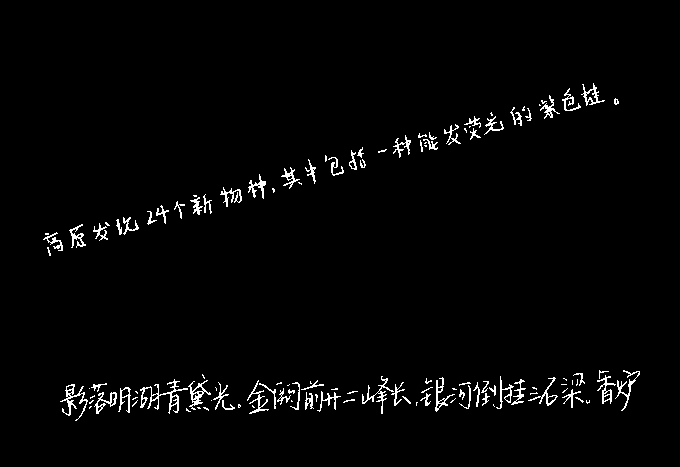 高原发现24个新物种,其中包括一种能发荧光的紫色蛙。
影落明湖青黛光,金阙前开二峰长,银河倒挂三石梁。香炉